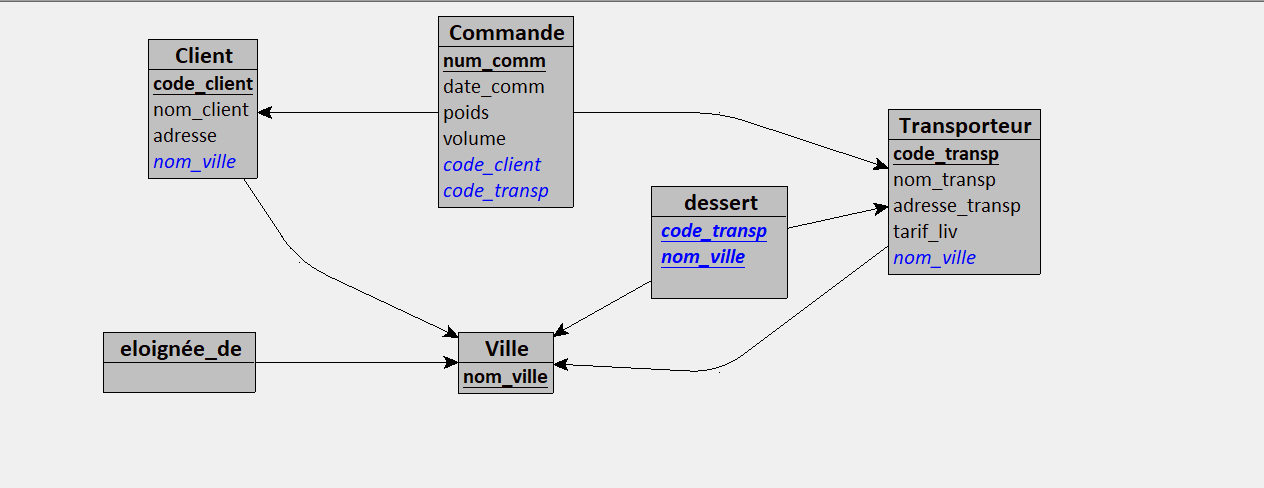 Client
code_client
nom_client
adresse
nom_ville
Commande
num_comm
date_comm
poids
volume
code_client
code_transp
Transporteur
code_transp
nom_transp
adresse_transp
tarif_liv
nom_ville
dessert
code_transp
nom_ville
eloignée_de
Ville
nom_ville